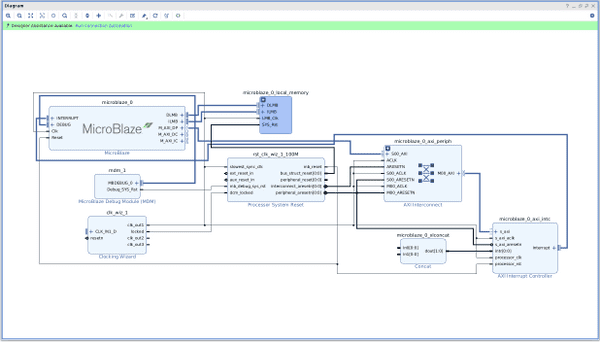 Diagram
Designer Assistance available. Run Connection Automation
microblaze_0_local_memory
DLMB
ILMB
LMB_Clk
SYS_Rst
microblaze_0
INTERRUPT
DEBUG
Clk
Reset
MicroBlaze
DLMB
ILMB
M_AXI_DP
M_AXI_DC
M_AXI_IC
MicroBlaze
mdm_1
MBDEBUG_0
Debug_SYS_Rst
MicroBlaze Debug Module (MDM)
rst_clk_wiz_1_100M
slowest_sync_clk
ext_reset_in
aux_reset_in
mb_debug_sys_rst
dcm_locked
mb_reset
bus_struct_reset[0:0]
peripheral_reset[0:0]
interconnect_aresetn[0:0]
peripheral_aresetn[0:0]
Processor System Reset
microblaze_0_axi_periph
S00_AXI
ACLK
ARESETN
S00_ACLK
S00_ARESETN
M00_ACLK
M00_ARESETN
M00_AXI
AXI Interconnect
clk_wiz_1
CLK_IN1_D
resetn
clk_out1
locked
clk_out2
clk_out3
Clocking Wizard
microblaze_0_xlconcat
In0[0:0]
In1[0:0]
dout[1:0]
Concat
microblaze_0_axi_intc
s_axi
s_axi_aclk
s_axi_aresetn
intr[1:0]
processor_clk
processor_rst
interrupt
AXI Interrupt Controller